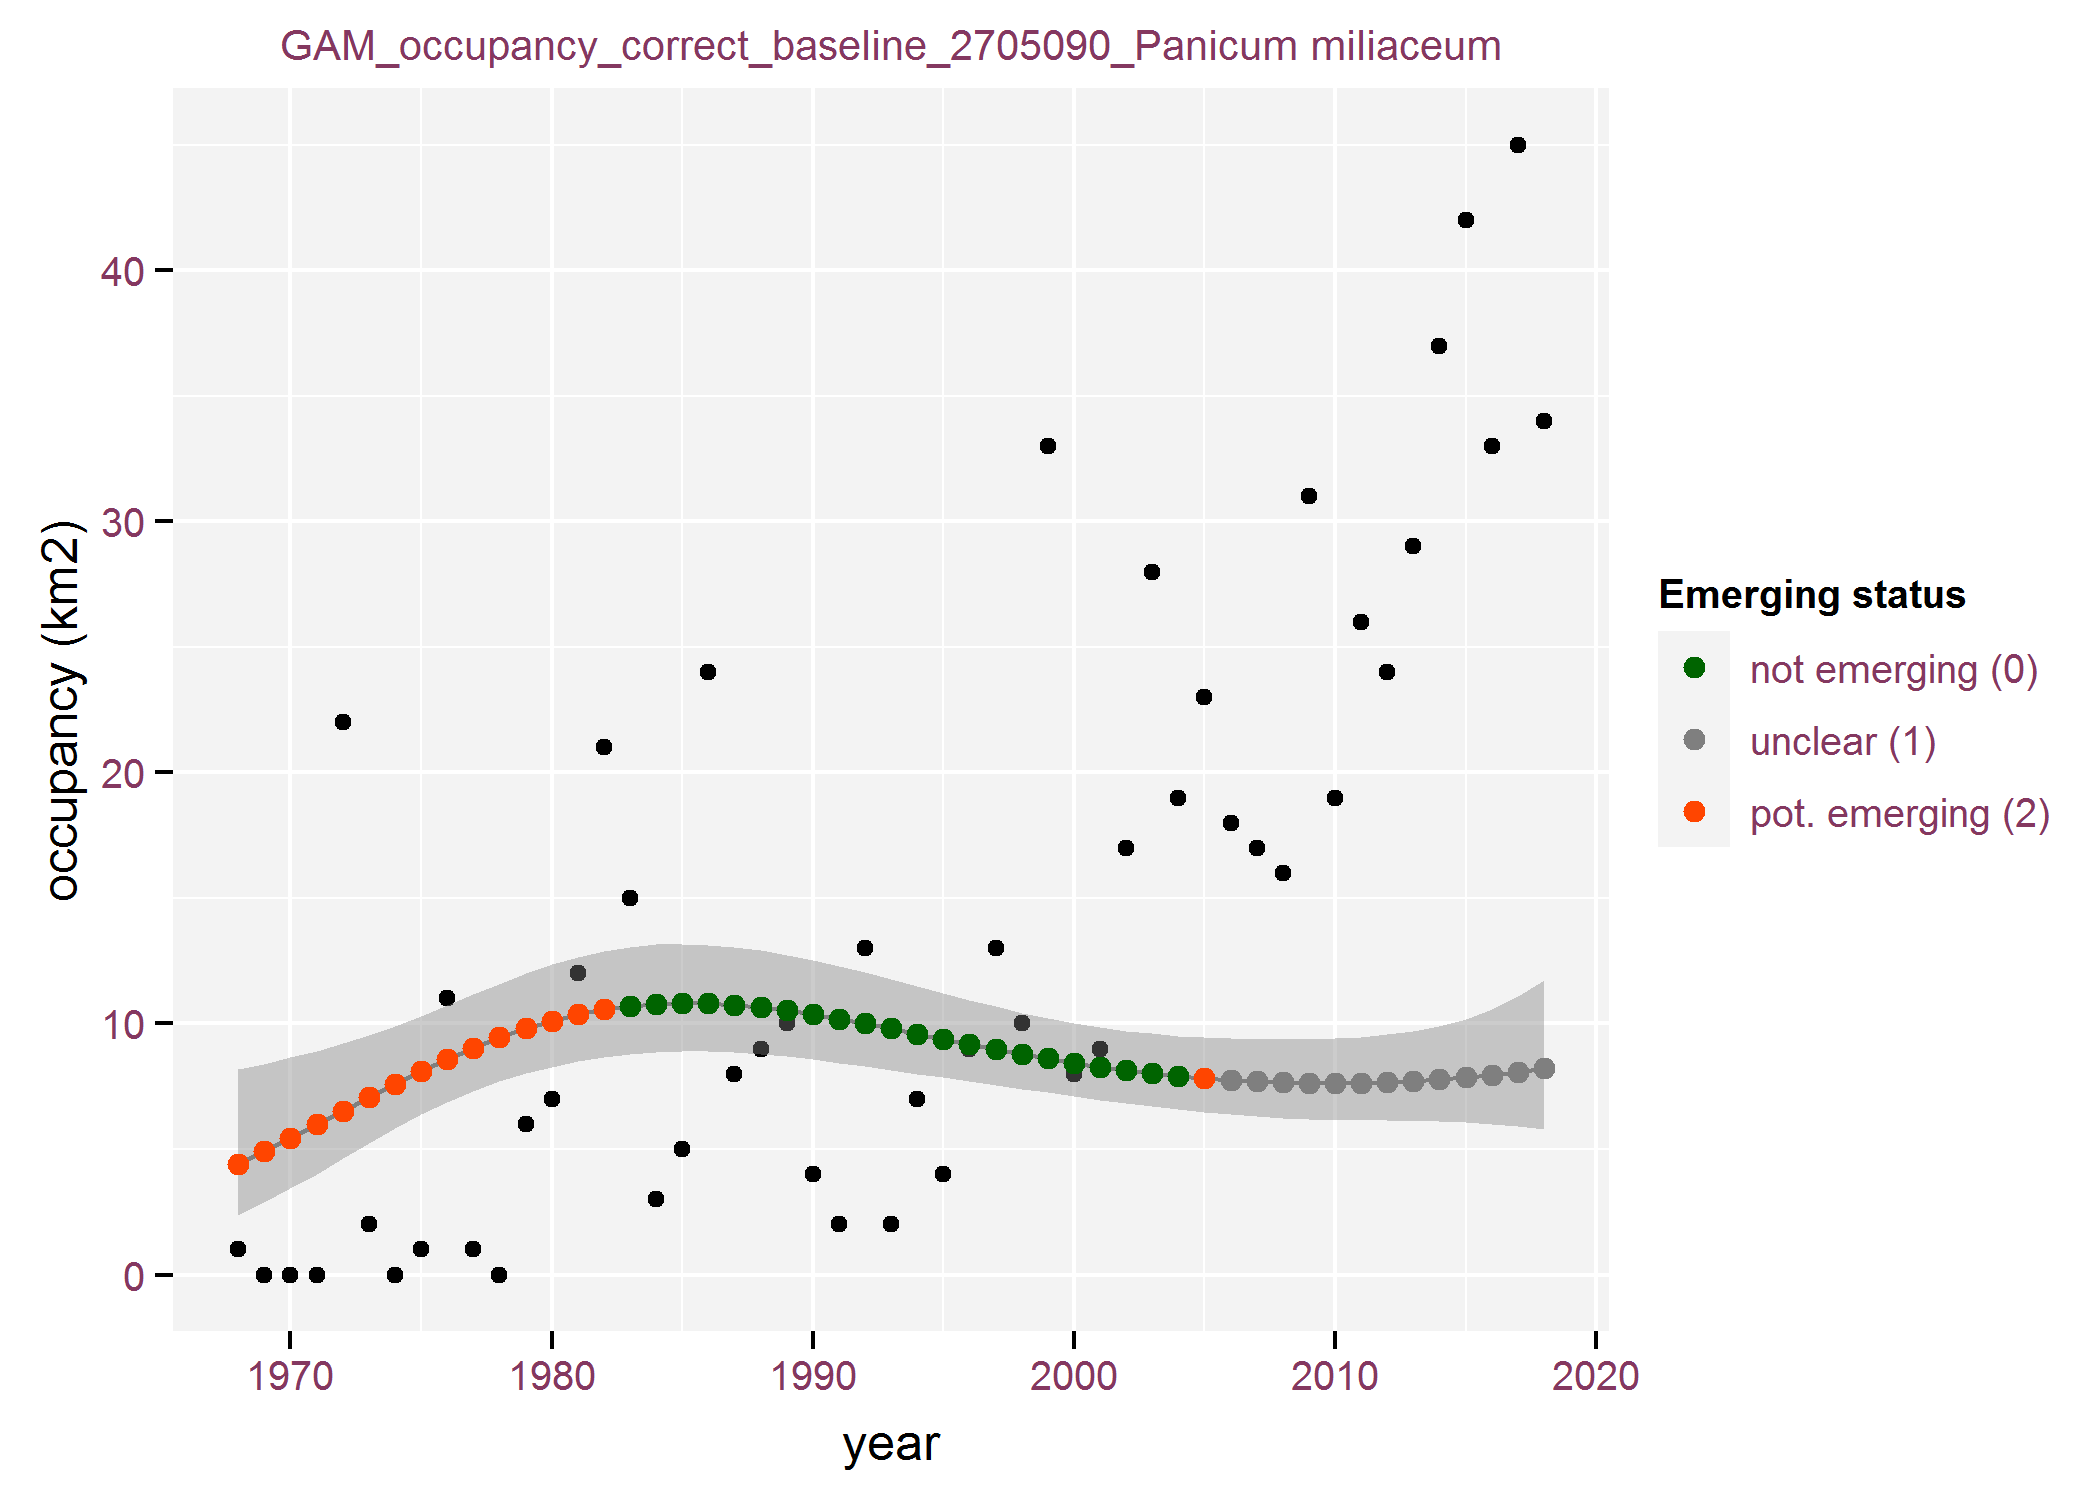 GAM_occupancy_correct_baseline_2705090_Panicum miliaceum
occupancy (km2)
40
30
20
10
0
1970 1980 1990 2000 2010 2020
year
Emerging status
not emerging (0)
unclear (1)
pot. emerging (2)